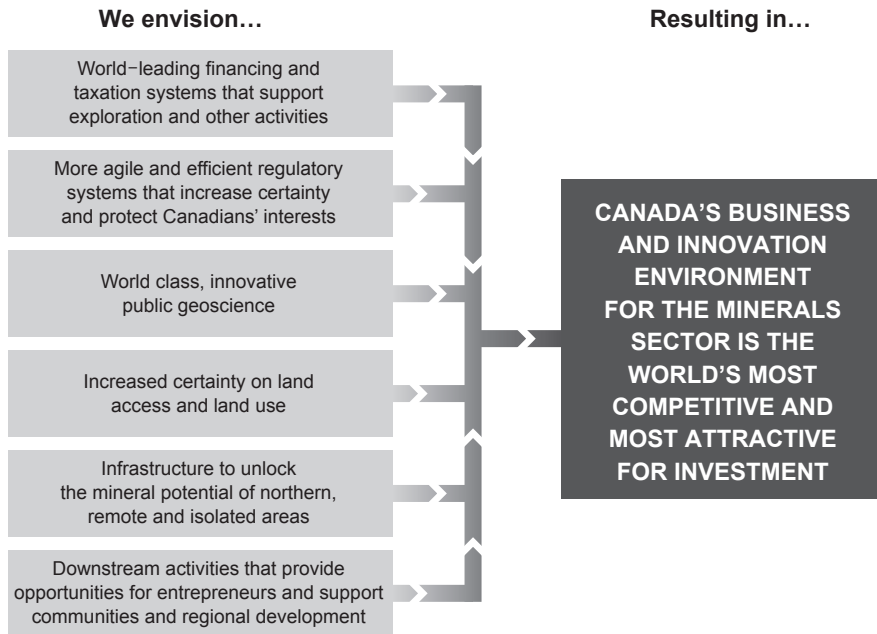 We envision…
Resulting in…
World-leading financing and
taxation systems that support
exploration and other activities
More agile and efficient regulatory
systems that increase certainty
and protect Canadians' interests
World class, innovative
public geoscience
Increased certainty on land
access and land use
Infrastructure to unlock
the mineral potential of northern,
remote and isolated areas
Downstream activities that provide
opportunities for entrepreneurs and support
communities and regional development
CANADA'S BUSINESS
AND INNOVATION
ENVIRONMENT
FOR THE MINERALS
SECTOR IS THE
WORLD'S MOST
COMPETITIVE AND
MOST ATTRACTIVE
FOR INVESTMENT